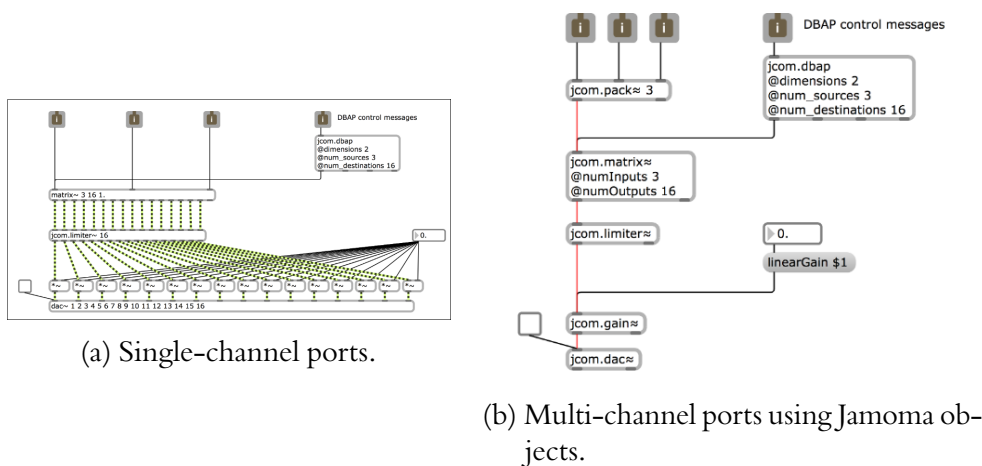 DBAP control messages
jcom.dbap
@dimensions 2
@num_sources 3
@num_destinations 16
matrix~ 3 16 1.
jcom.limiter~ 16
0.
*~ *~ *~ *~ *~ *~ *~ *~ *~ *~ *~ *~ *~ *~ *~ *~
dac~ 1 2 3 4 5 6 7 8 9 10 11 12 13 14 15 16
(a) Single-channel ports.
i i i i
DBAP control messages
jcom.pack≈ 3
jcom.dbap
@dimensions 2
@num_sources 3
@num_destinations 16
jcom.matrix≈
@numInputs 3
@numOutputs 16
jcom.limiter≈
0.
linearGain $1
jcom.gain≈
jcom.dac≈
(b) Multi-channel ports using Jamoma ob-
jects.